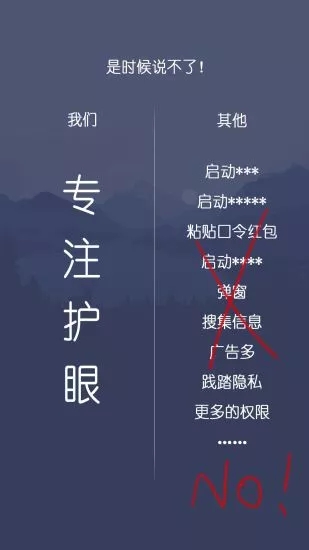 是时候说不了!
我们
专注护眼
其他
启动***
启动*****
粘贴口令红包
启动****
弹窗
搜集信息
广告多
践踏隐私
更多的权限
······
No!